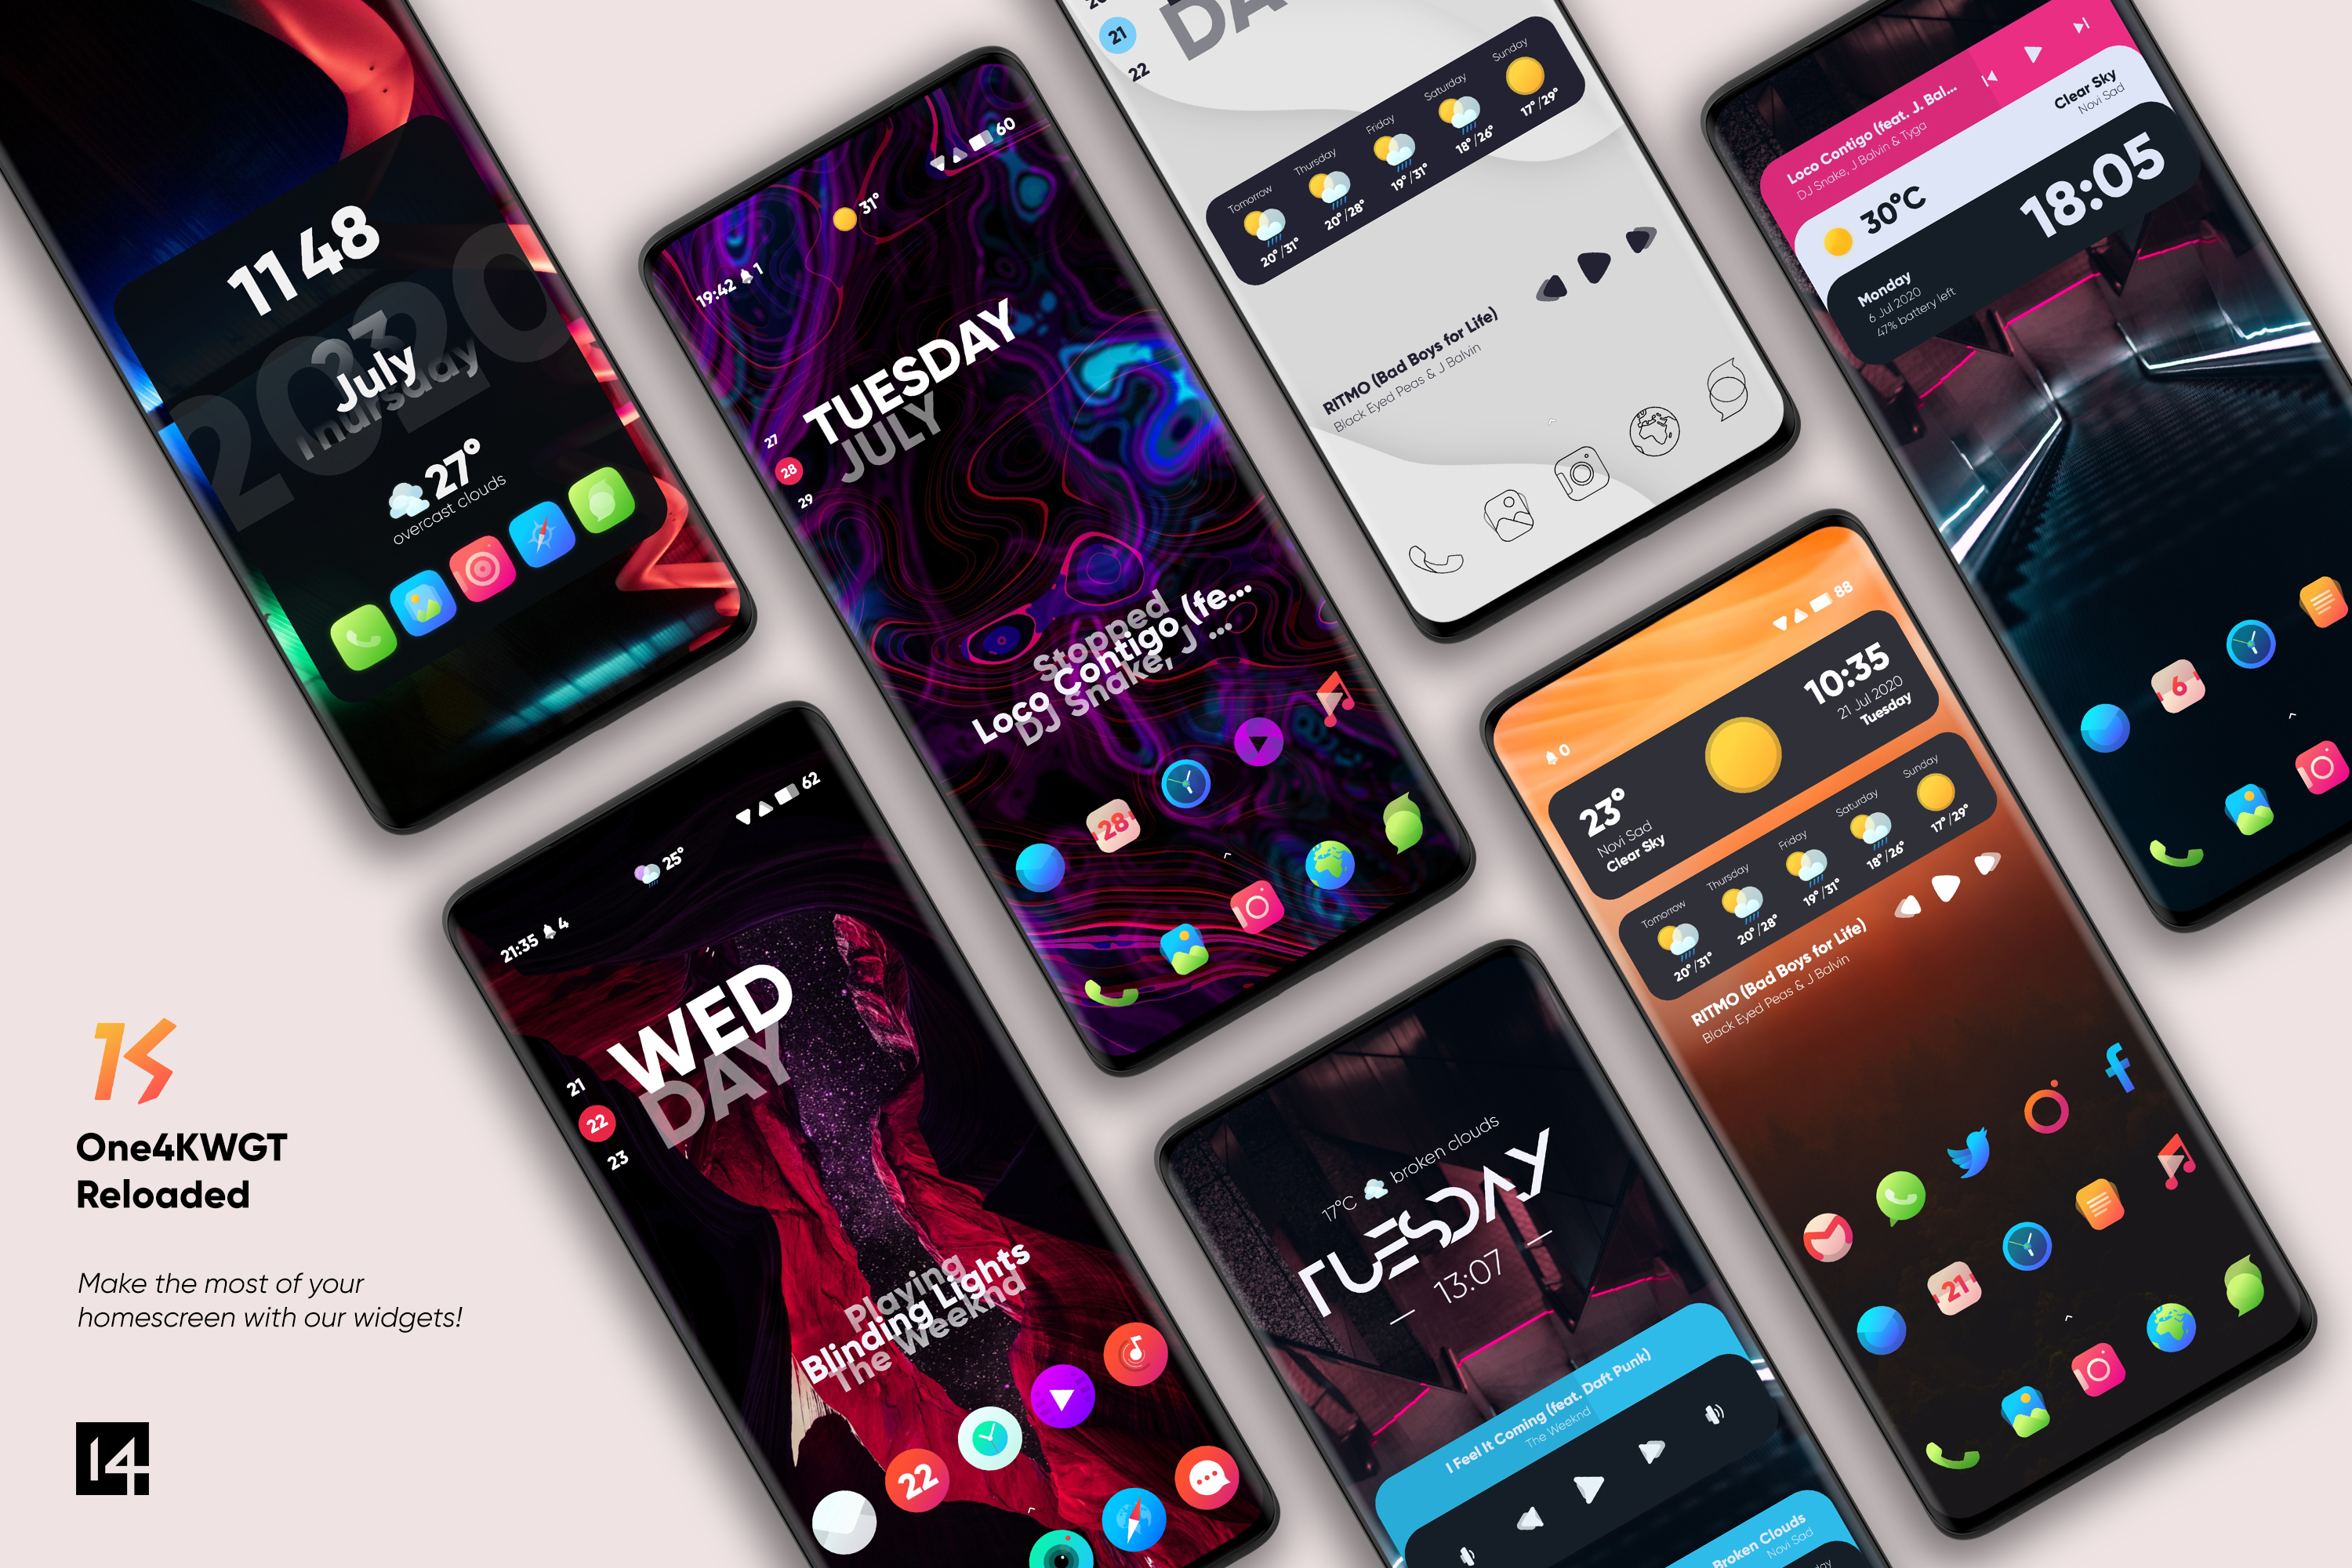 11 48
2020
23
July
Thursday
27°
overcast clouds
19:42 1
31°
60
TUESDAY
JULY
27
28
29
Stopped
Loco Contigo (fe...
DJ Snake, J ...
28
21
22
DA
Tomorrow
20°/31°
Thursday
20°/28°
Friday
19°/31°
Saturday
18°/26°
Sunday
17°/29°
RITMO (Bad Boys for Life)
Black Eyed Peas & J Balvin
Loco Contigo (feat. J. Bal...
DJ Snake, J Balvin & Tyga
30°C
Clear Sky
Novi Sad
Monday
6 Jul 2020
47% battery left
18:05
6
21:35 4
25°
62
WED
DAY
21
22
23
Playing
Blinding Lights
The Weeknd
22
17°C broken clouds
TUESDAY
13:07
I Feel It Coming (feat. Daft Punk)
The Weeknd
Broken Clouds
Novi Sad
0
88
23°
Novi Sad
Clear Sky
10:35
21 Jul 2020
Tuesday
Tomorrow
20°/31°
Thursday
20°/28°
Friday
19°/31°
Saturday
18°/26°
Sunday
17°/29°
RITMO (Bad Boys for Life)
Black Eyed Peas & J Balvin
21
One4KWGT
Reloaded
Make the most of your
homescreen with our widgets!
14